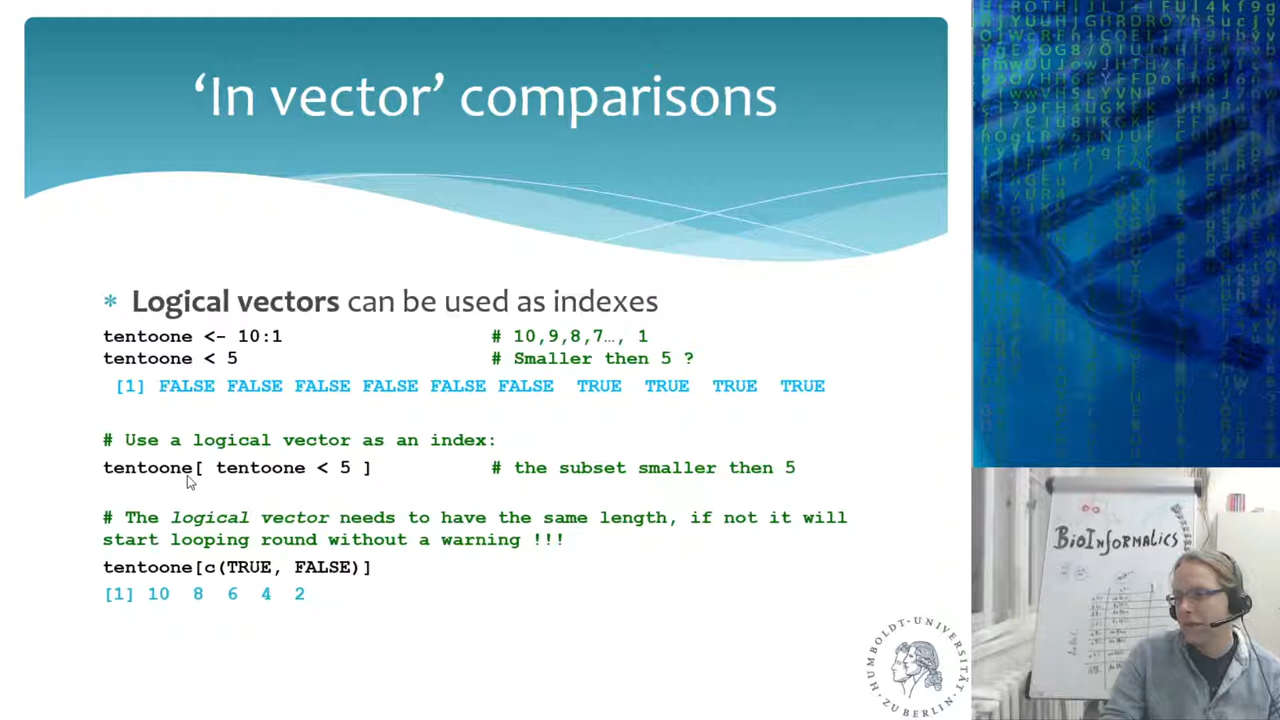 ‘In vector’ comparisons
* Logical vectors can be used as indexes
tentoone <- 10:1 # 10,9,8,7…, 1
tentoone < 5 # Smaller then 5 ?
[1] FALSE FALSE FALSE FALSE FALSE FALSE TRUE TRUE TRUE TRUE
# Use a logical vector as an index:
tentoone[ tentoone < 5 ] # the subset smaller then 5
# The logical vector needs to have the same length, if not it will
start looping round without a warning !!!
tentoone[c(TRUE, FALSE)]
[1] 10 8 6 4 2
HUMBOLDT-UNIVERSITÄT
ZU BERLIN
BioInformatics